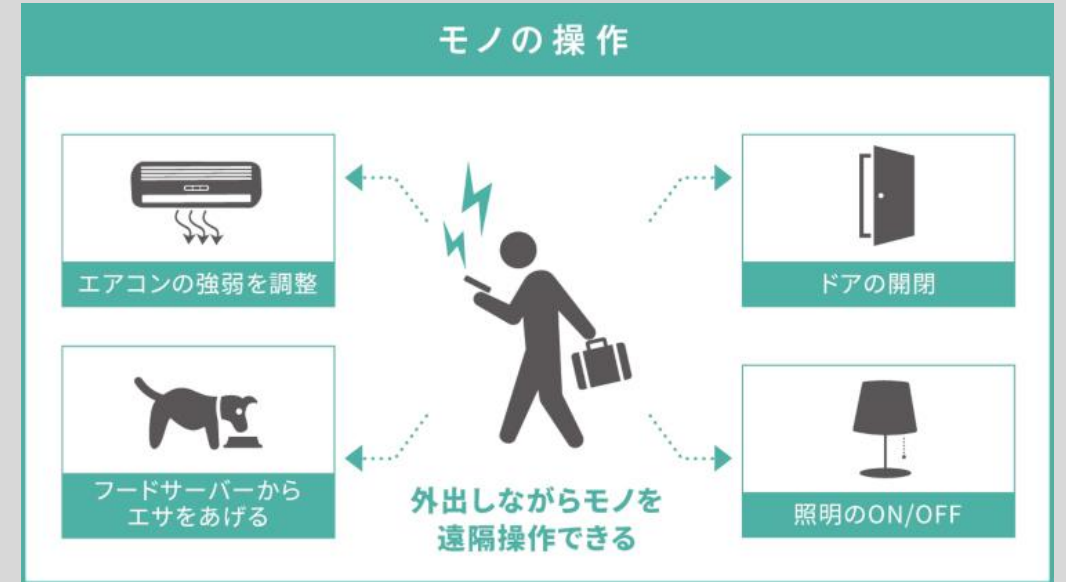 モノの操作
エアコンの強弱を調整
ドアの開閉
フードサーバーから
エサをあげる
外出しながらモノを
遠隔操作できる
照明のON/OFF